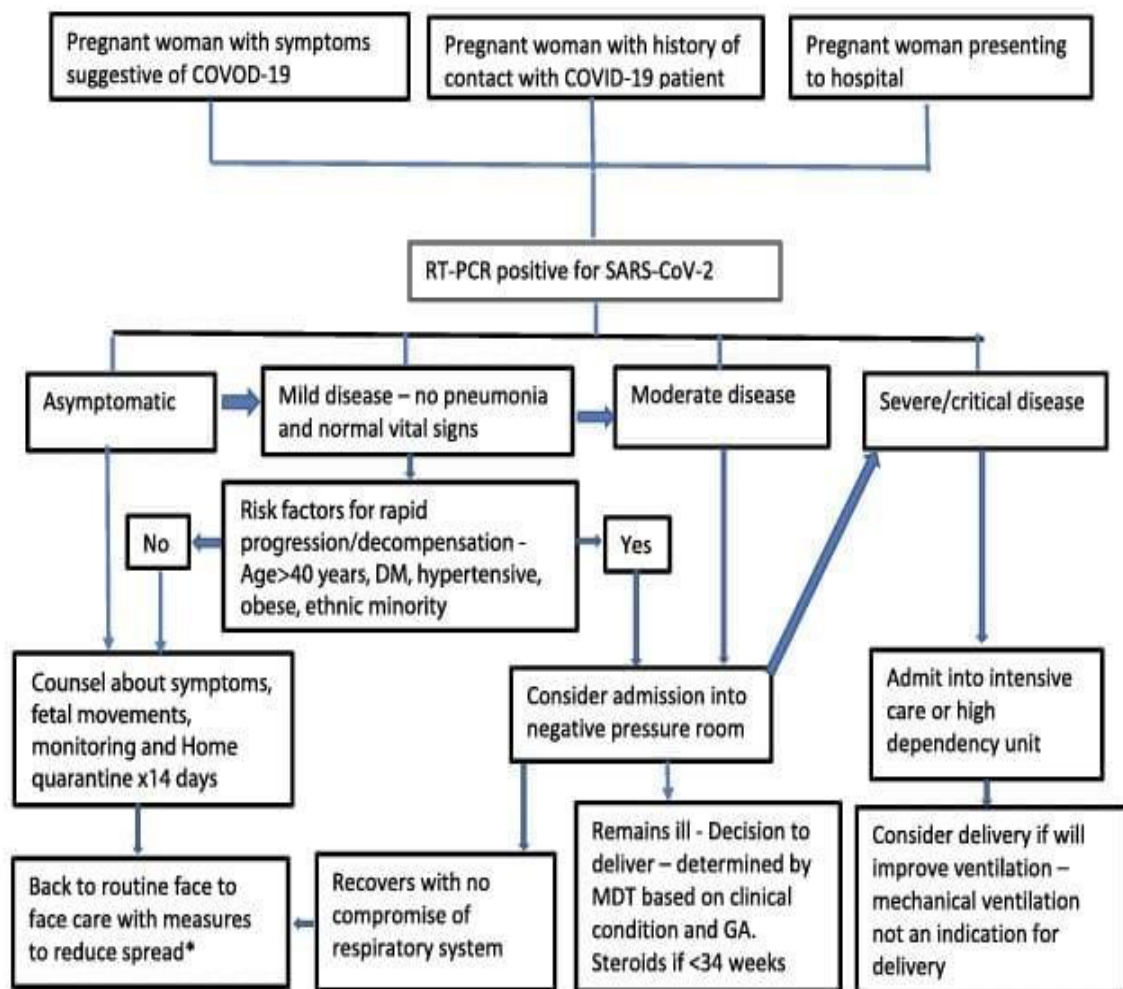 Pregnant woman with symptoms
suggestive of COVOD-19
Pregnant woman with history of
contact with COVID-19 patient
Pregnant woman presenting
to hospital
RT-PCR positive for SARS-CoV-2
Asymptomatic
Mild disease – no pneumonia
and normal vital signs
Moderate disease
Severe/critical disease
No
Risk factors for rapid
progression/decompensation -
Age>40 years, DM, hypertensive,
obese, ethnic minority
Yes
Counsel about symptoms,
fetal movements,
monitoring and Home
quarantine x14 days
Consider admission into
negative pressure room
Admit into intensive
care or high
dependency unit
Back to routine face to
face care with measures
to reduce spread*
Recovers with no
compromise of
respiratory system
Remains ill - Decision to
deliver – determined by
MDT based on clinical
condition and GA.
Steroids if <34 weeks
Consider delivery if will
improve ventilation –
mechanical ventilation
not an indication for
delivery